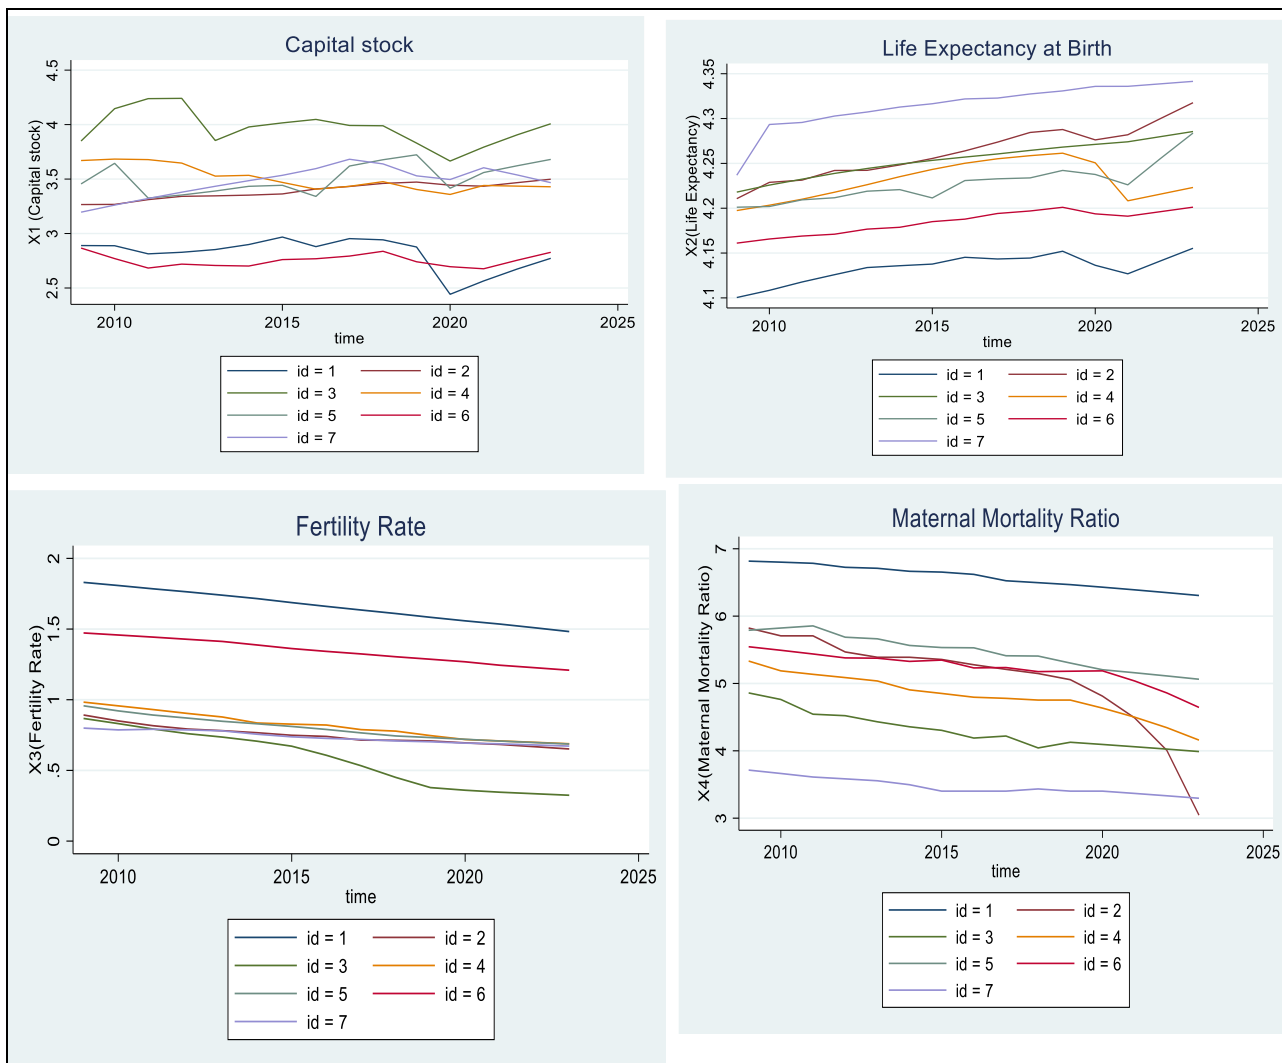 Capital stock
X1 (Capital stock)
4.5
4
3.5
3
2.5
2010
2015
2020
2025
time
id = 1
id = 2
id = 3
id = 4
id = 5
id = 6
id = 7
Life Expectancy at Birth
X2(Life Expectancy)
4.35
4.3
4.25
4.2
4.15
4.1
2010
2015
2020
2025
time
id = 1
id = 2
id = 3
id = 4
id = 5
id = 6
id = 7
Fertility Rate
X3(Fertility Rate)
2
1.5
1
.5
0
2010
2015
2020
2025
time
id = 1
id = 2
id = 3
id = 4
id = 5
id = 6
id = 7
Maternal Mortality Ratio
X4(Maternal Mortality Ratio)
7
6
5
4
3
2010
2015
2020
2025
time
id = 1
id = 2
id = 3
id = 4
id = 5
id = 6
id = 7